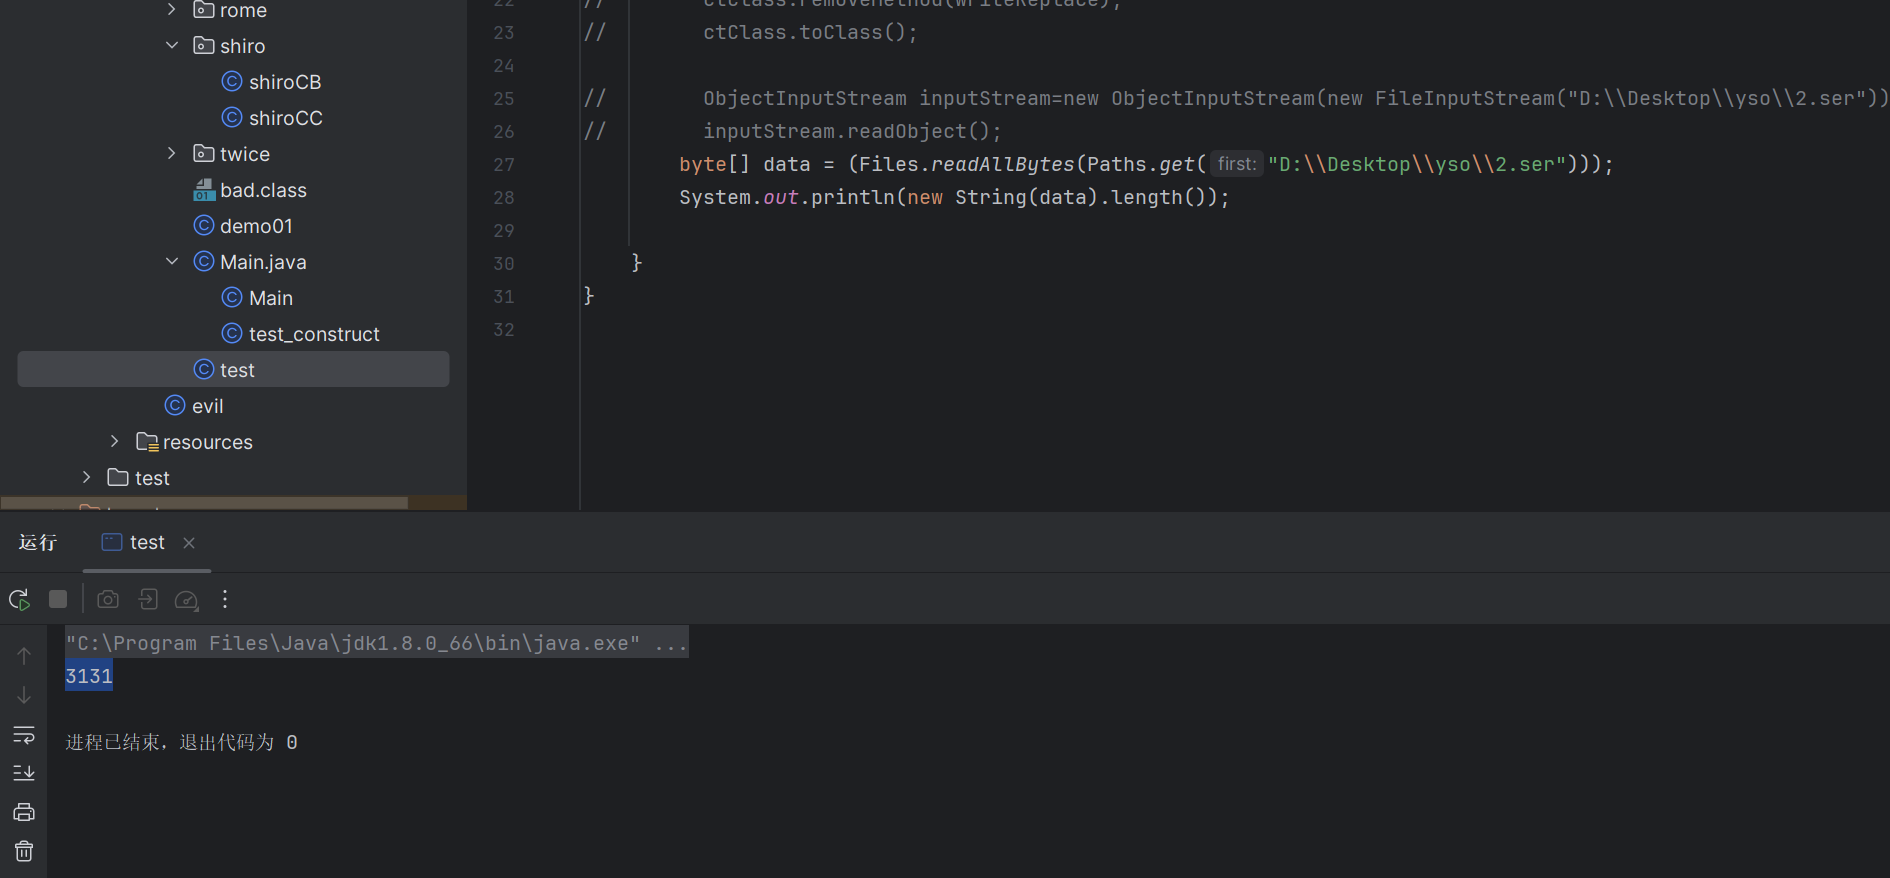 rome
shiro
shiroCB
shiroCC
twice
bad.class
demo01
Main.java
Main
test_construct
test
evil
resources
test
22 // ctClass.removeMethod(writeReplace);
23 // ctClass.toClass();
24
25 // ObjectInputStream inputStream=new ObjectInputStream(new FileInputStream("D:\\Desktop\\yso\\2.ser"))
26 // inputStream.readObject();
27 byte[] data = (Files.readAllBytes(Paths.get( first: "D:\\Desktop\\yso\\2.ser")));
28 System.out.println(new String(data).length());
29
30 }
31 }
32
运行 test
"C:\Program Files\Java\jdk1.8.0_66\bin\java.exe" ...
3131
进程已结束，退出代码为 0